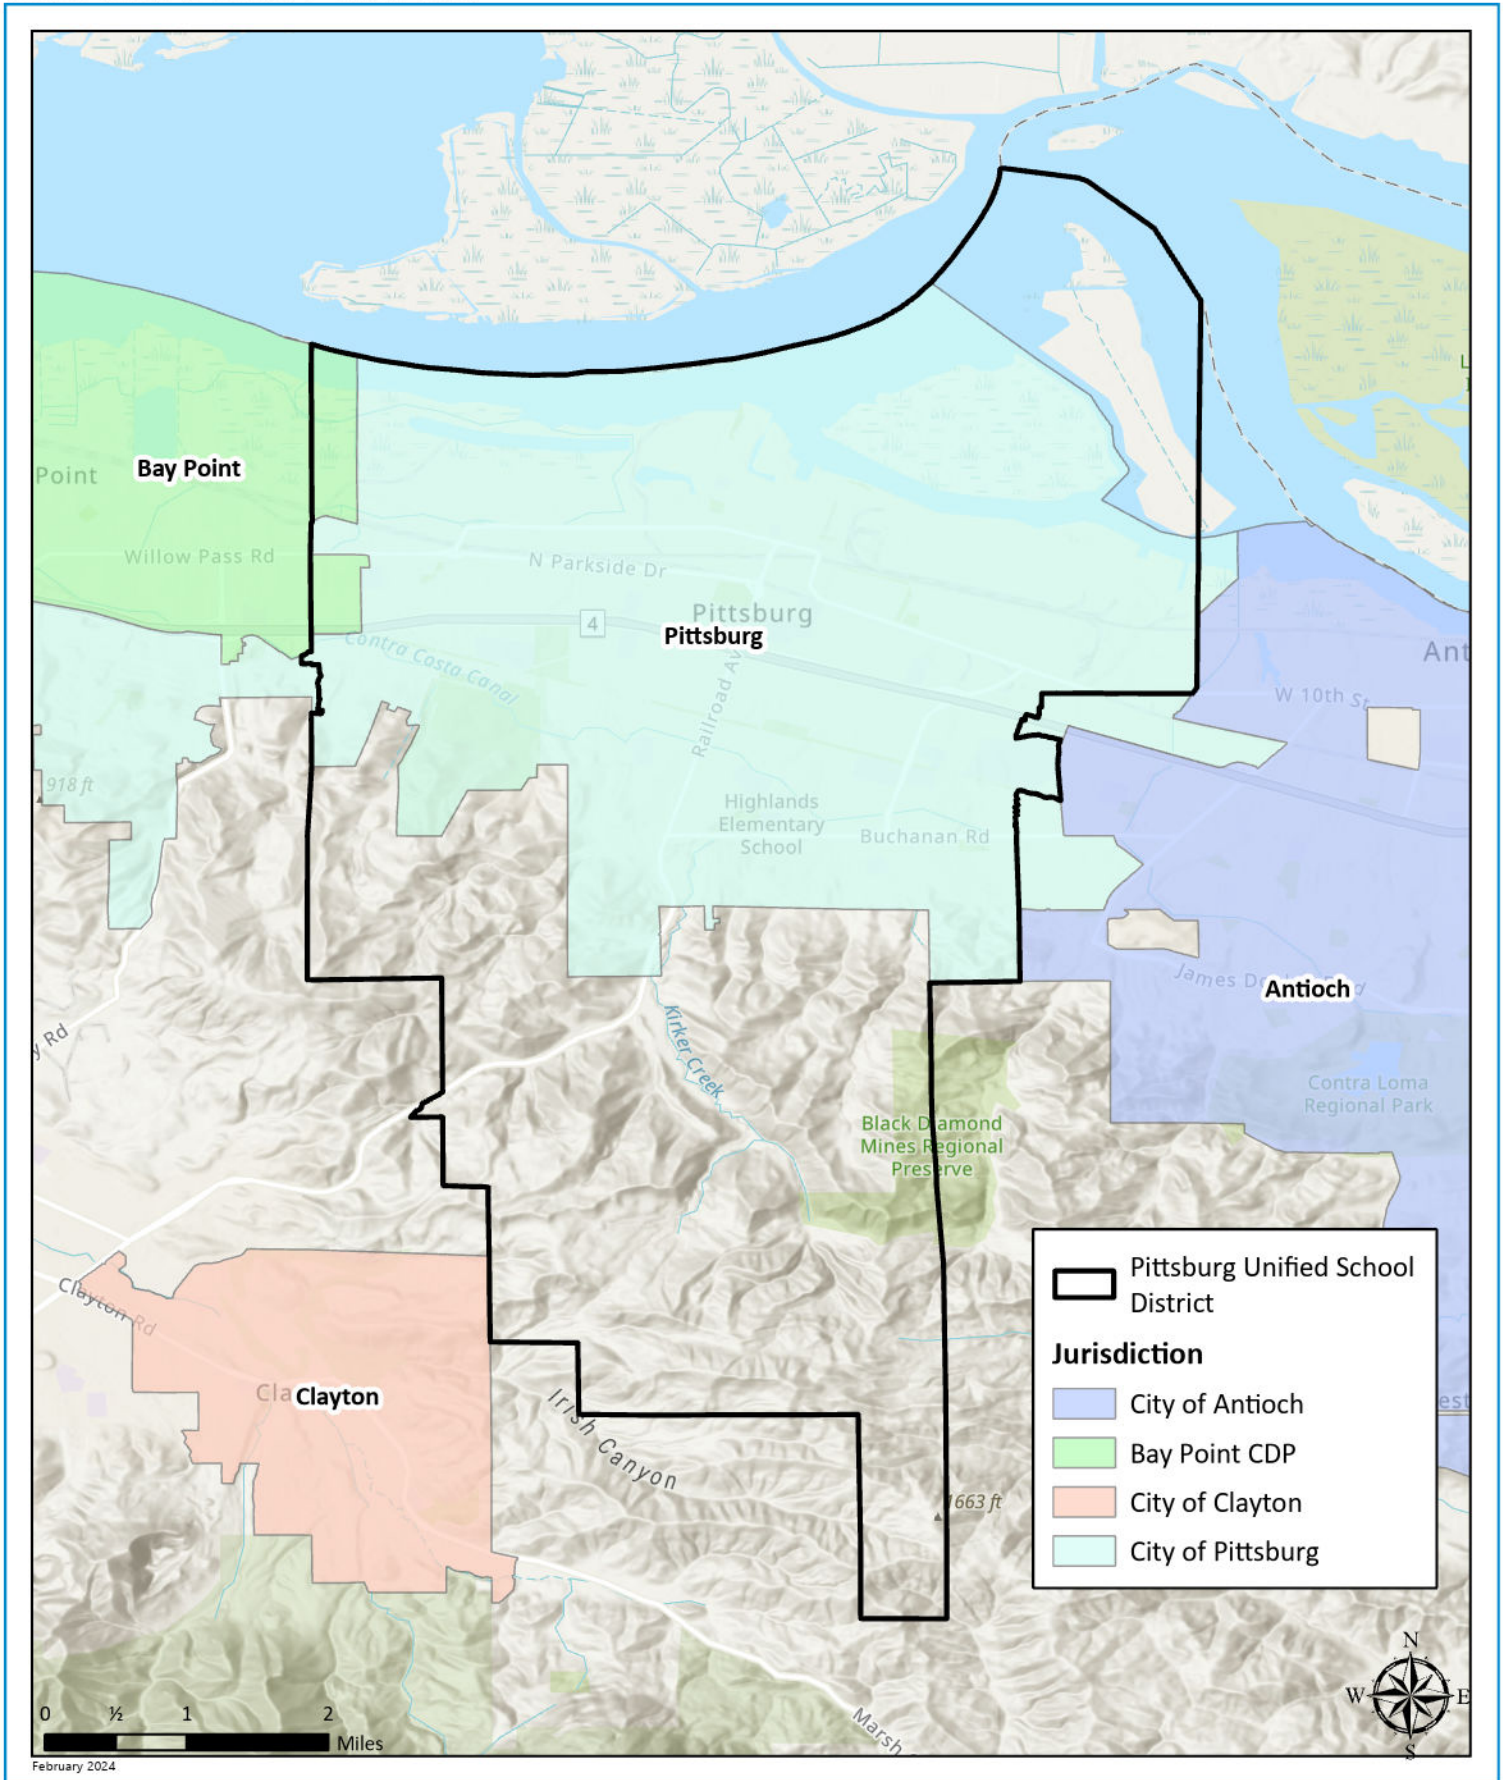 Point
Bay Point
Willow Pass Rd
N Parkside Dr
Pittsburg
4
Pittsburg
Contra Costa Canal
Railroad Av
Ant
W 10th St
918 ft
Highlands
Elementary
School
Buchanan Rd
Antioch
y Rd
Kirker Creek
Contra Loma
Regional Park
Black Diamond
Mines Regional
Preserve
Clayton Rd
Cla
Clayton
Irish Canyon
1663 ft
Pittsburg Unified School
District
Jurisdiction
City of Antioch
Bay Point CDP
City of Clayton
City of Pittsburg
est
N
W
E
S
0
½
1
2
Miles
Marsh
February 2024